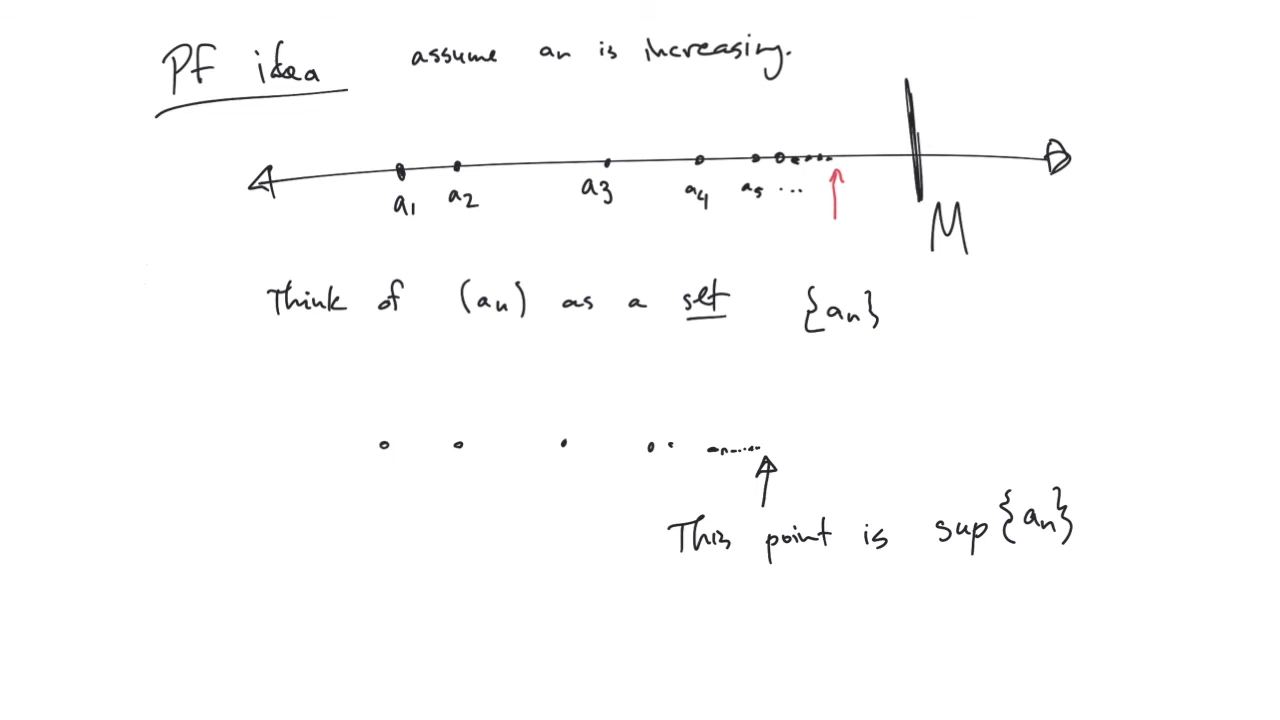 PF idea assume an is increasing.
a1 a2 a3 a4 a5 ...
M
Think of (an) as a set {an}
This point is sup{an}